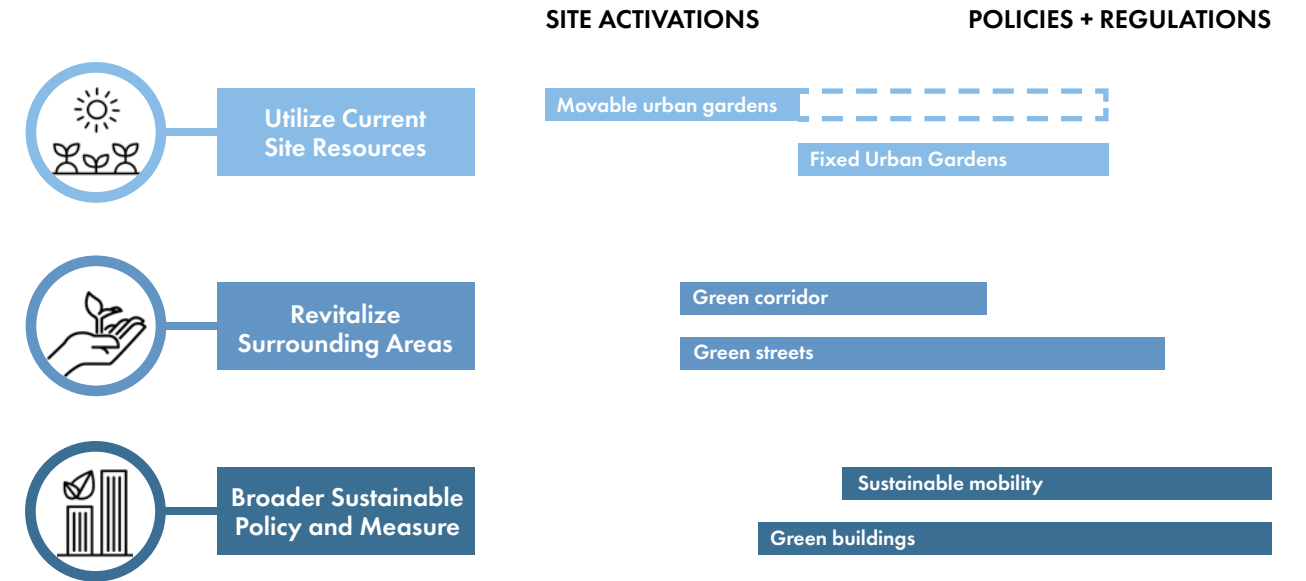 SITE ACTIVATIONS
POLICIES + REGULATIONS
Utilize Current
Site Resources
Movable urban gardens
Fixed Urban Gardens
Revitalize
Surrounding Areas
Green corridor
Green streets
Broader Sustainable
Policy and Measure
Sustainable mobility
Green buildings